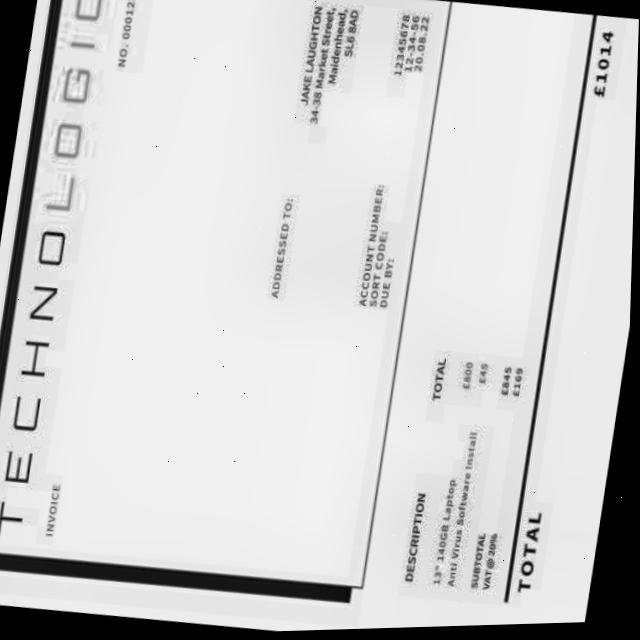 TECHNOLOGIC
INVOICE
NO. 00012
ADDRESSED TO:
JAKE LAUGHTON
34-38 Market Street,
Maidenhead,
SL6 8AD
ACCOUNT NUMBER: 12345678
SORT CODE: 12-34-56
DUE BY: 10.08.22
DESCRIPTION TOTAL
13" 140GB Laptop £800
Anti Virus Software Install £45
SUBTOTAL £845
VAT @ 20% £169
TOTAL £1014